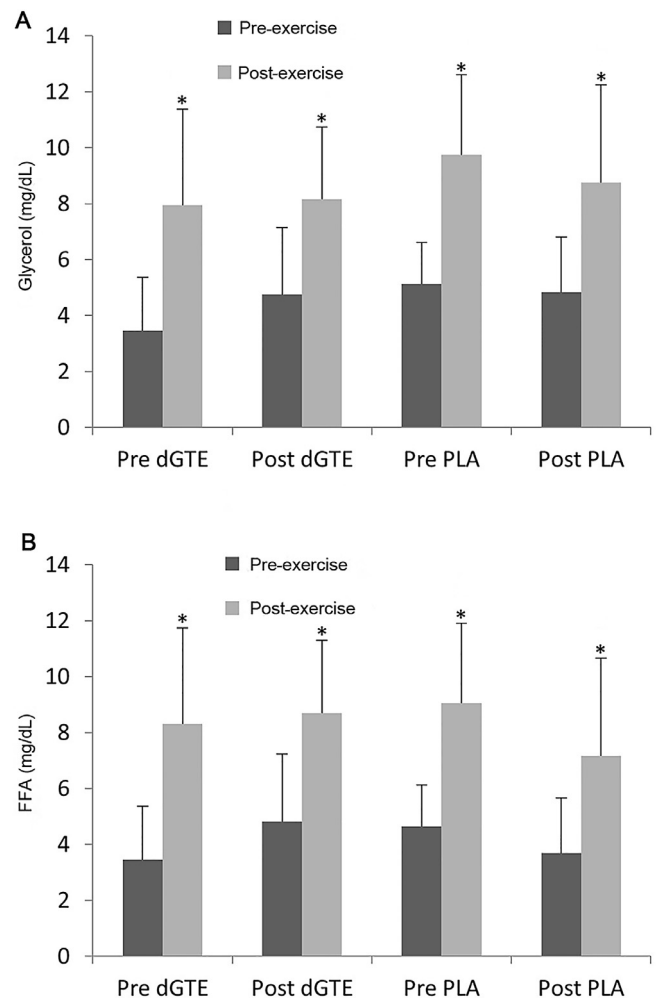 A
14
Pre-exercise
Post-exercise
12
10
8
6
4
2
0
Glycerol (mg/dL)
* * * *
Pre dGTE Post dGTE Pre PLA Post PLA
B
14
Pre-exercise
Post-exercise
12
10
8
6
4
2
0
FFA (mg/dL)
* * * *
Pre dGTE Post dGTE Pre PLA Post PLA